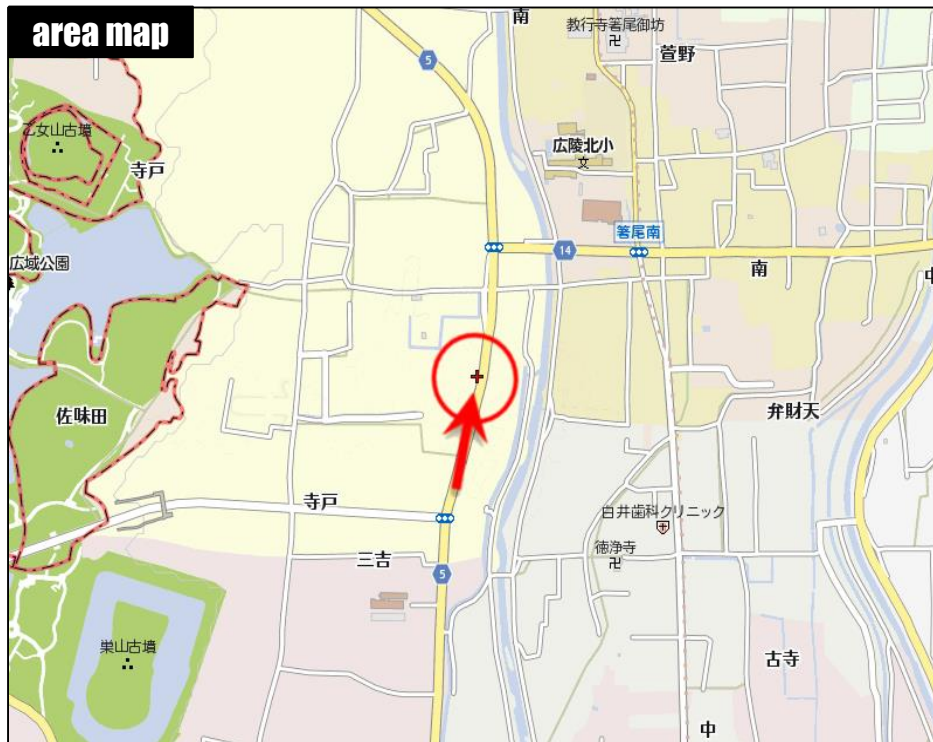 area map
南
教行寺箸尾御坊
萱野
5
乙女山古墳
寺戸
広陵北小
文
箸尾南
広域公園
14
南
中
佐味田
弁財天
寺戸
白井歯科クリニック
三吉
徳浄寺
5
巣山古墳
古寺
中